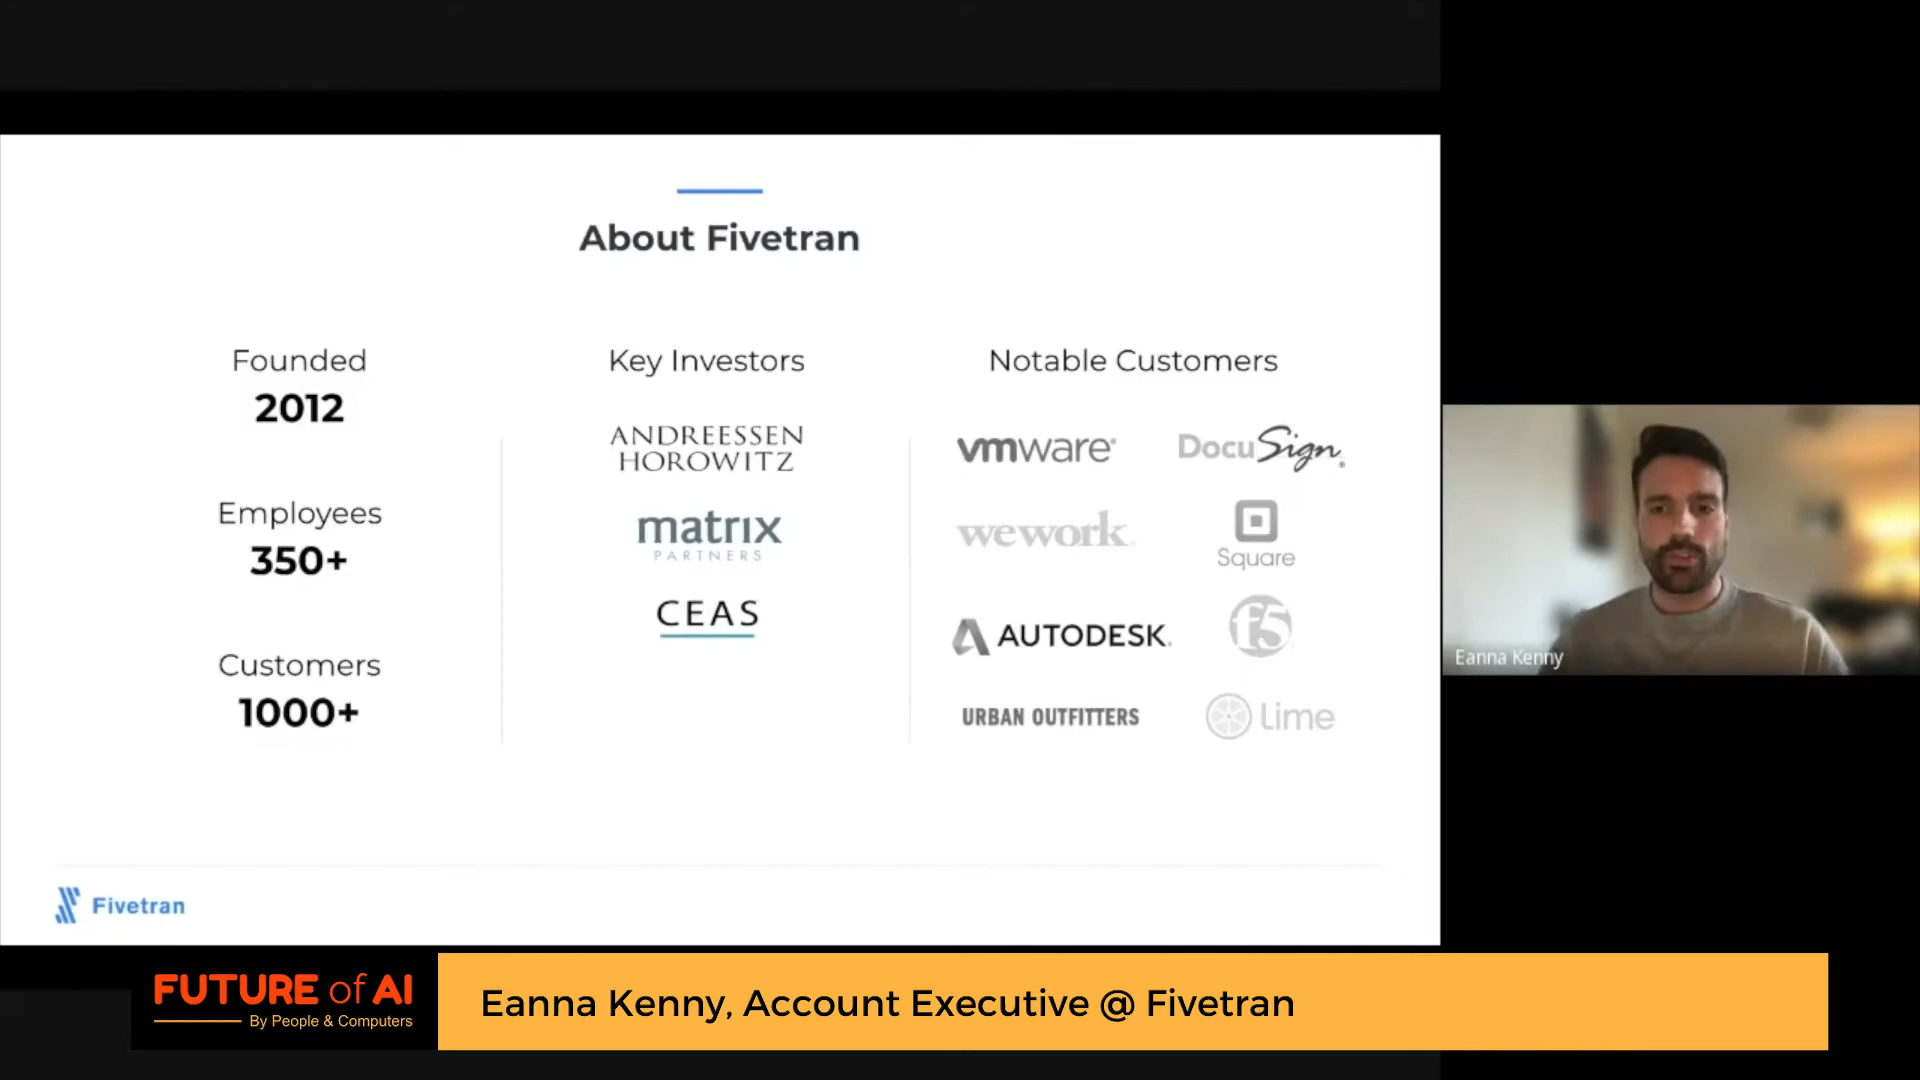 About Fivetran
Founded
2012
Employees
350+
Customers
1000+
Key Investors
ANDREESSEN
HOROWITZ
matrix
PARTNERS
CEAS
Notable Customers
vmware®
DocuSign®
wework
Square
AUTODESK.
f5
URBAN OUTFITTERS
Lime
Fivetran
Eanna Kenny
FUTURE of AI
By People & Computers
Eanna Kenny, Account Executive @ Fivetran